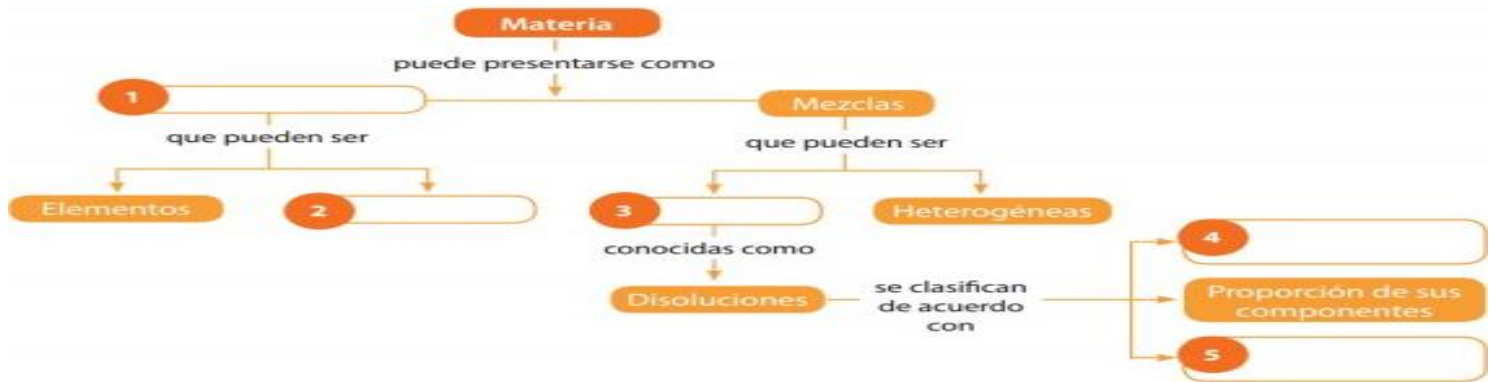 Materia
puede presentarse como
1
Mezclas
que pueden ser
que pueden ser
Elementos
2
3
Heterogéneas
4
conocidas como
Disoluciones
se clasifican
de acuerdo
con
Proporción de sus
componentes
5